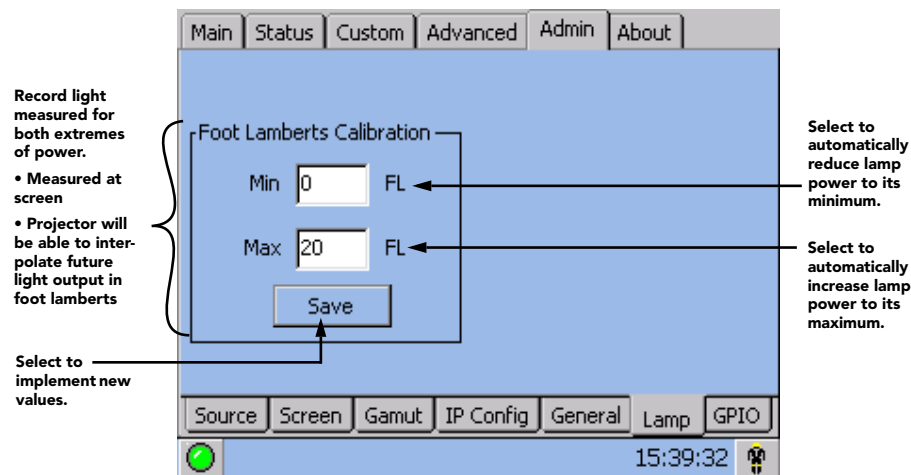 Main Status Custom Advanced Admin About
Record light
measured for
both extremes
of power.
• Measured at
screen
• Projector will
be able to inter-
polate future
light output in
foot lamberts
Foot Lamberts Calibration
Min 0 FL
Max 20 FL
Save
Select to
automatically
reduce lamp
power to its
minimum.
Select to
automatically
increase lamp
power to its
maximum.
Select to
implement new
values.
Source Screen Gamut IP Config General Lamp GPIO
15:39:32